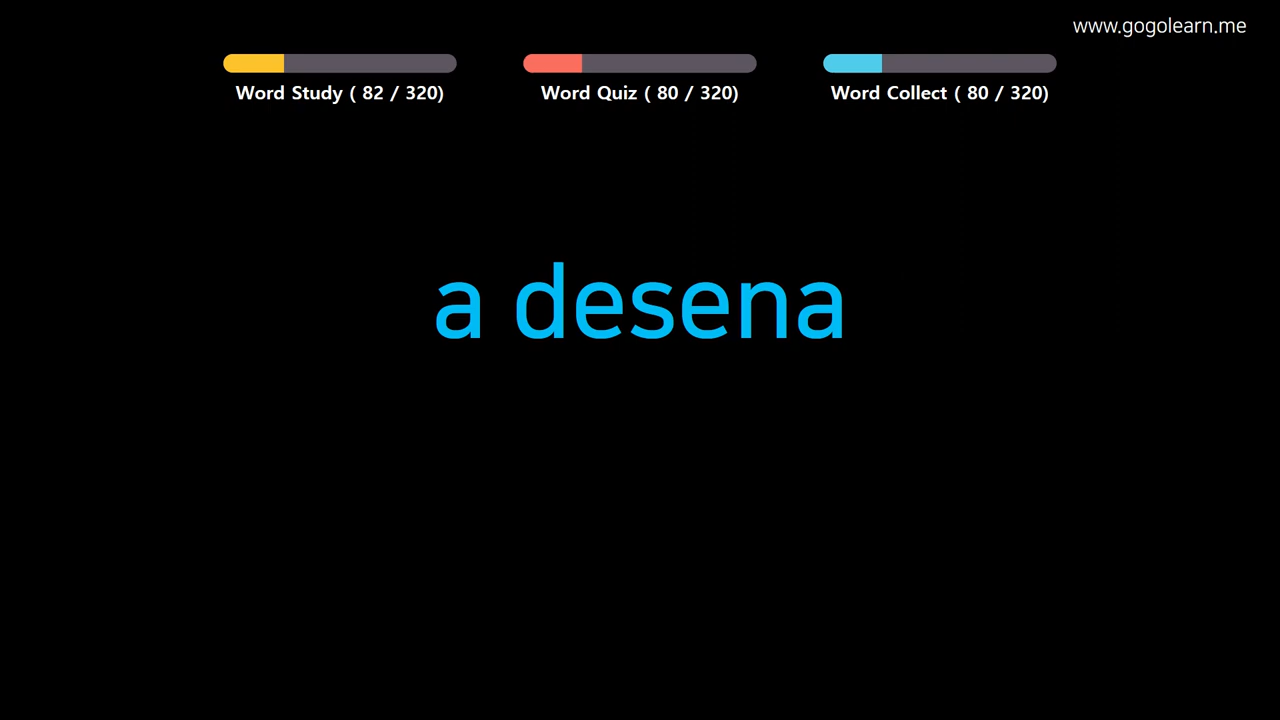 www.gogolearn.me
Word Study ( 82 / 320)
Word Quiz ( 80 / 320)
Word Collect ( 80 / 320)
a desena